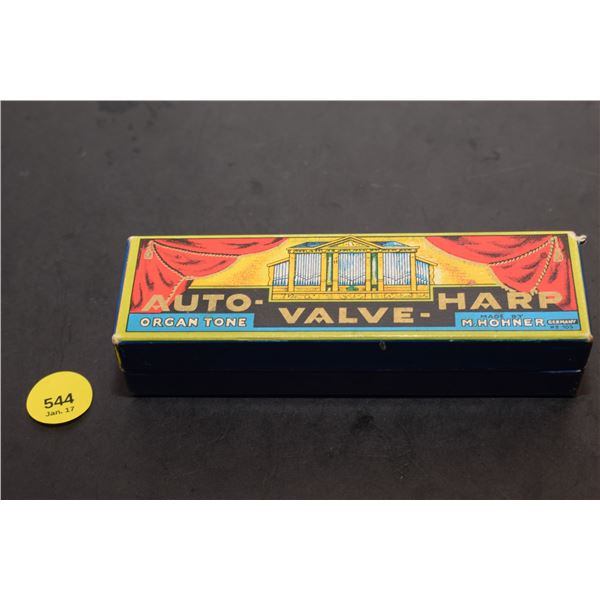 AUTO-
VALVE-
HARP
ORGAN TONE
MADE BY
M. HOHNER
GERMANY
544
Jan. 17